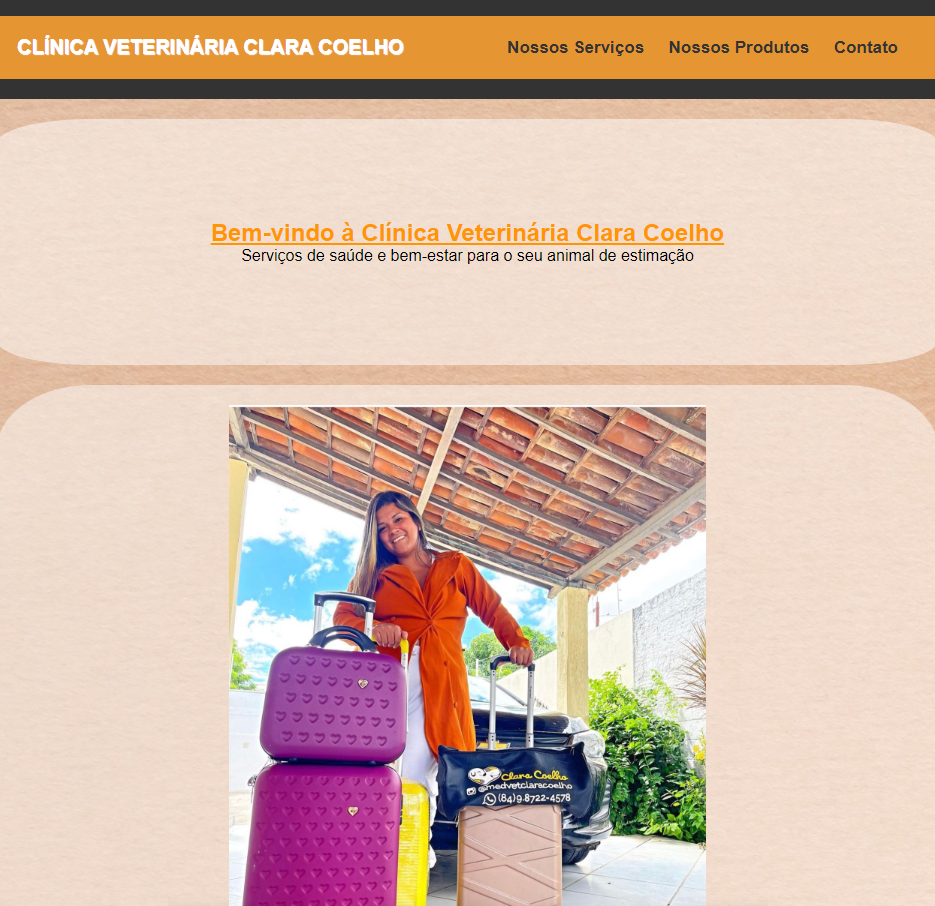 CLÍNICA VETERINÁRIA CLARA COELHO
Nossos Serviços
Nossos Produtos
Contato
Bem-vindo à Clínica Veterinária Clara Coelho
Serviços de saúde e bem-estar para o seu animal de estimação
Clara Coelho
@medvetclaracoelho
(84)9.8722-4578